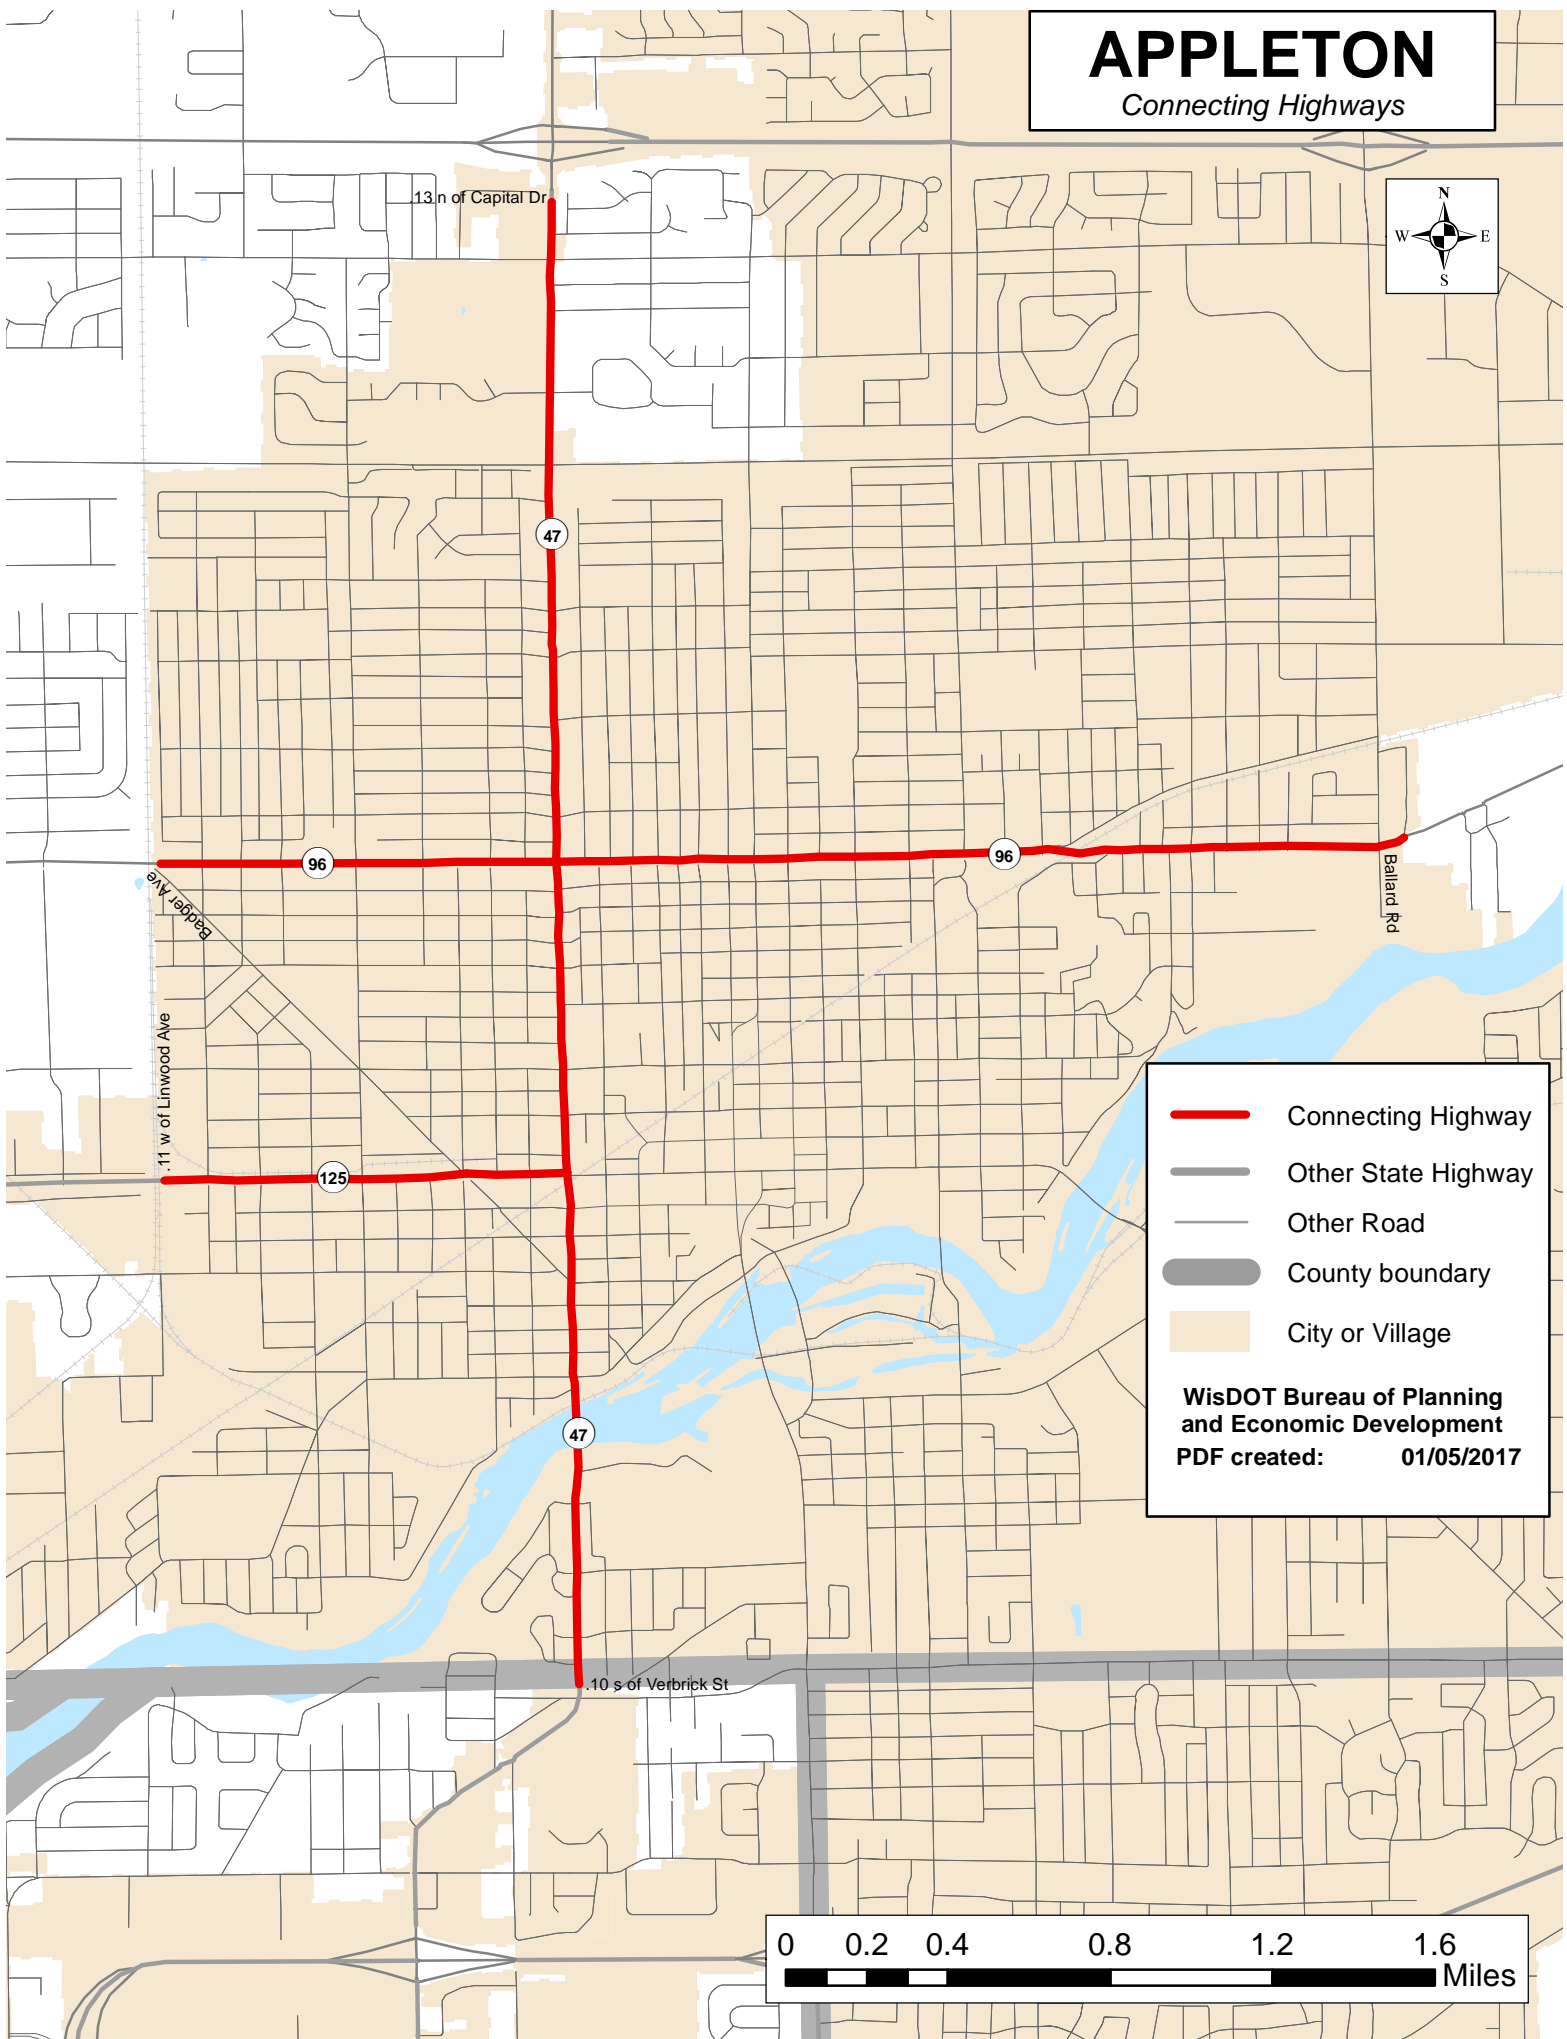 APPLETON
Connecting Highways
.13 n of Capital Dr
N
W
E
S
47
96
96
Ballard Rd
Badger Ave
.11 w of Linwood Ave
125
47
.10 s of Verbrick St
Connecting Highway
Other State Highway
Other Road
County boundary
City or Village
WisDOT Bureau of Planning
and Economic Development
PDF created: 01/05/2017
0 0.2 0.4 0.8 1.2 1.6
Miles